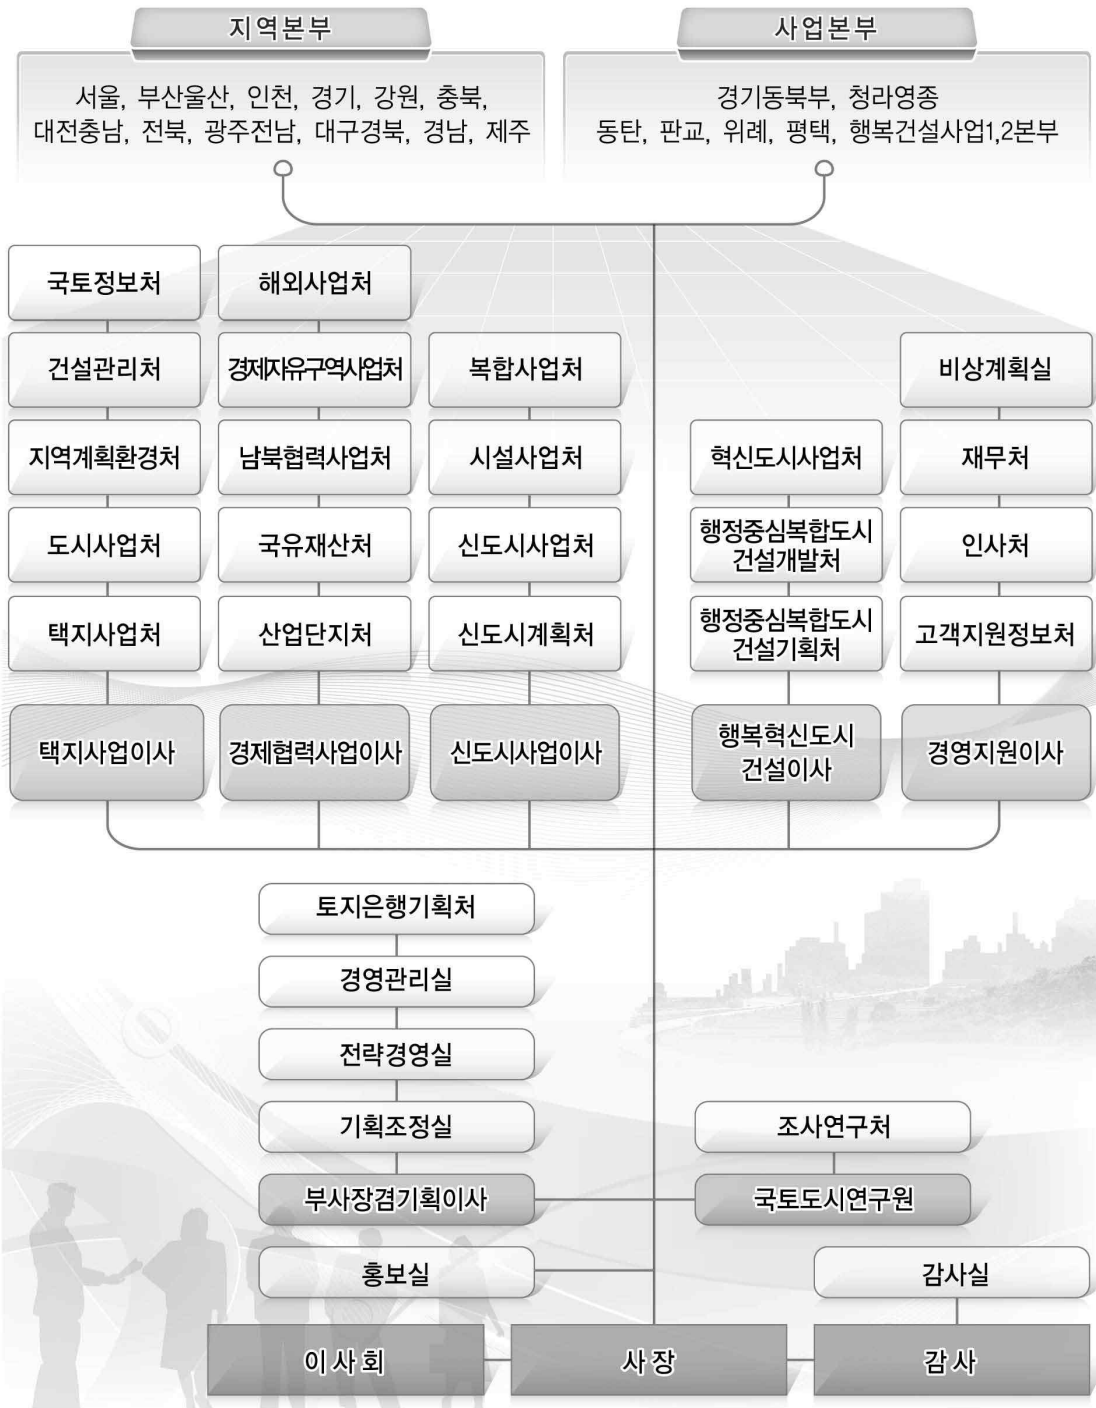 지역본부
사업본부
서울, 부산울산, 인천, 경기, 강원, 충북,
대전충남, 전북, 광주전남, 대구경북, 경남, 제주
경기동북부, 청라영종
동탄, 판교, 위례, 평택, 행복건설사업1,2본부
국토정보처
해외사업처
건설관리처
경제자유구역사업처
복합사업처
비상계획실
지역계획환경처
남북협력사업처
시설사업처
혁신도시사업처
재무처
도시사업처
국유재산처
신도시사업처
행정중심복합도시
건설개발처
인사처
택지사업처
산업단지처
신도시계획처
행정중심복합도시
건설기획처
고객지원정보처
택지사업이사
경제협력사업이사
신도시사업이사
행복혁신도시
건설이사
경영지원이사
토지은행기획처
경영관리실
전략경영실
기획조정실
조사연구처
부사장겸기획이사
국토도시연구원
홍보실
감사실
이사회
사장
감사